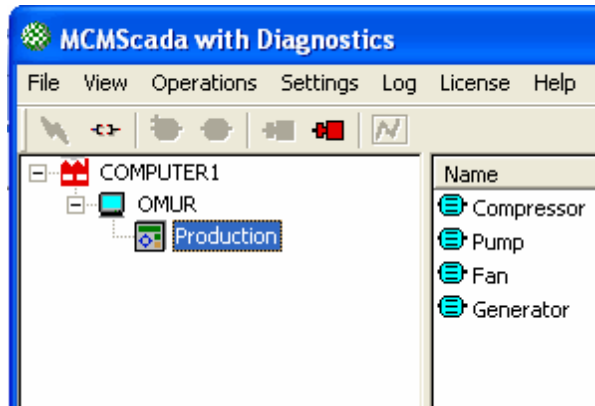 MCMScada with Diagnostics
File View Operations Settings Log License Help
COMPUTER1
OMUR
Production
Name
Compressor
Pump
Fan
Generator